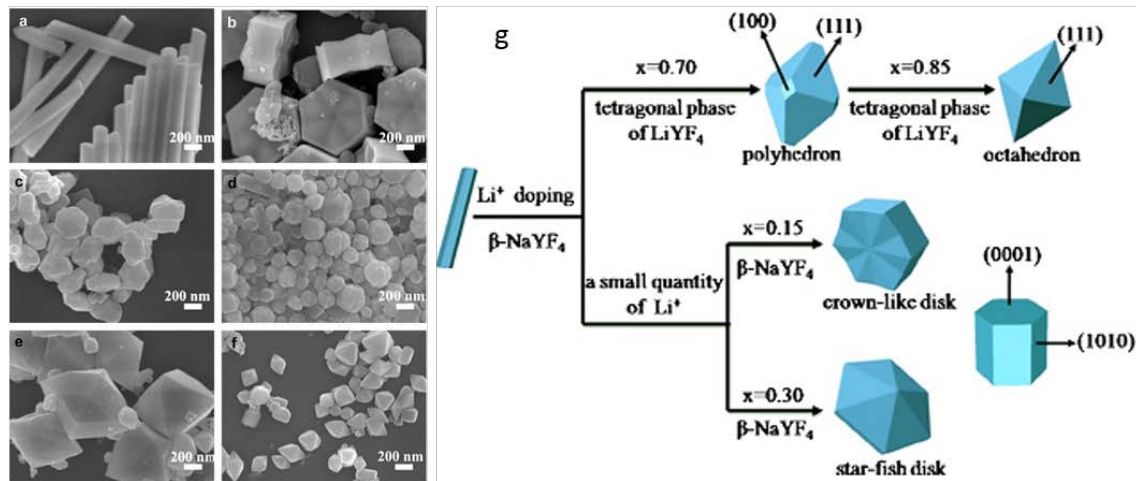 a
200 nm
b
200 nm
c
200 nm
d
200 nm
e
200 nm
f
200 nm
g
(100)
(111)
x=0.70
tetragonal phase
of LiYF₄
polyhedron
x=0.85
tetragonal phase
of LiYF₄
(111)
octahedron
Li⁺ doping
β-NaYF₄
a small quantity
of Li⁺
x=0.15
β-NaYF₄
crown-like disk
(0001)
(1010)
x=0.30
β-NaYF₄
star-fish disk